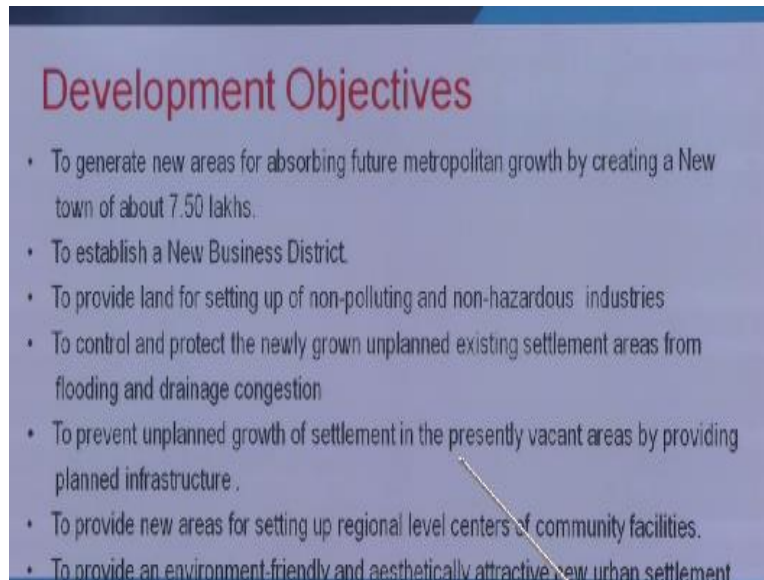 Development Objectives
• To generate new areas for absorbing future metropolitan growth by creating a New
town of about 7.50 lakhs.
• To establish a New Business District.
• To provide land for setting up of non-polluting and non-hazardous industries
• To control and protect the newly grown unplanned existing settlement areas from
flooding and drainage congestion
• To prevent unplanned growth of settlement in the presently vacant areas by providing
planned infrastructure .
• To provide new areas for setting up regional level centers of community facilities.
• To provide an environment-friendly and aesthetically attractive new urban settlement